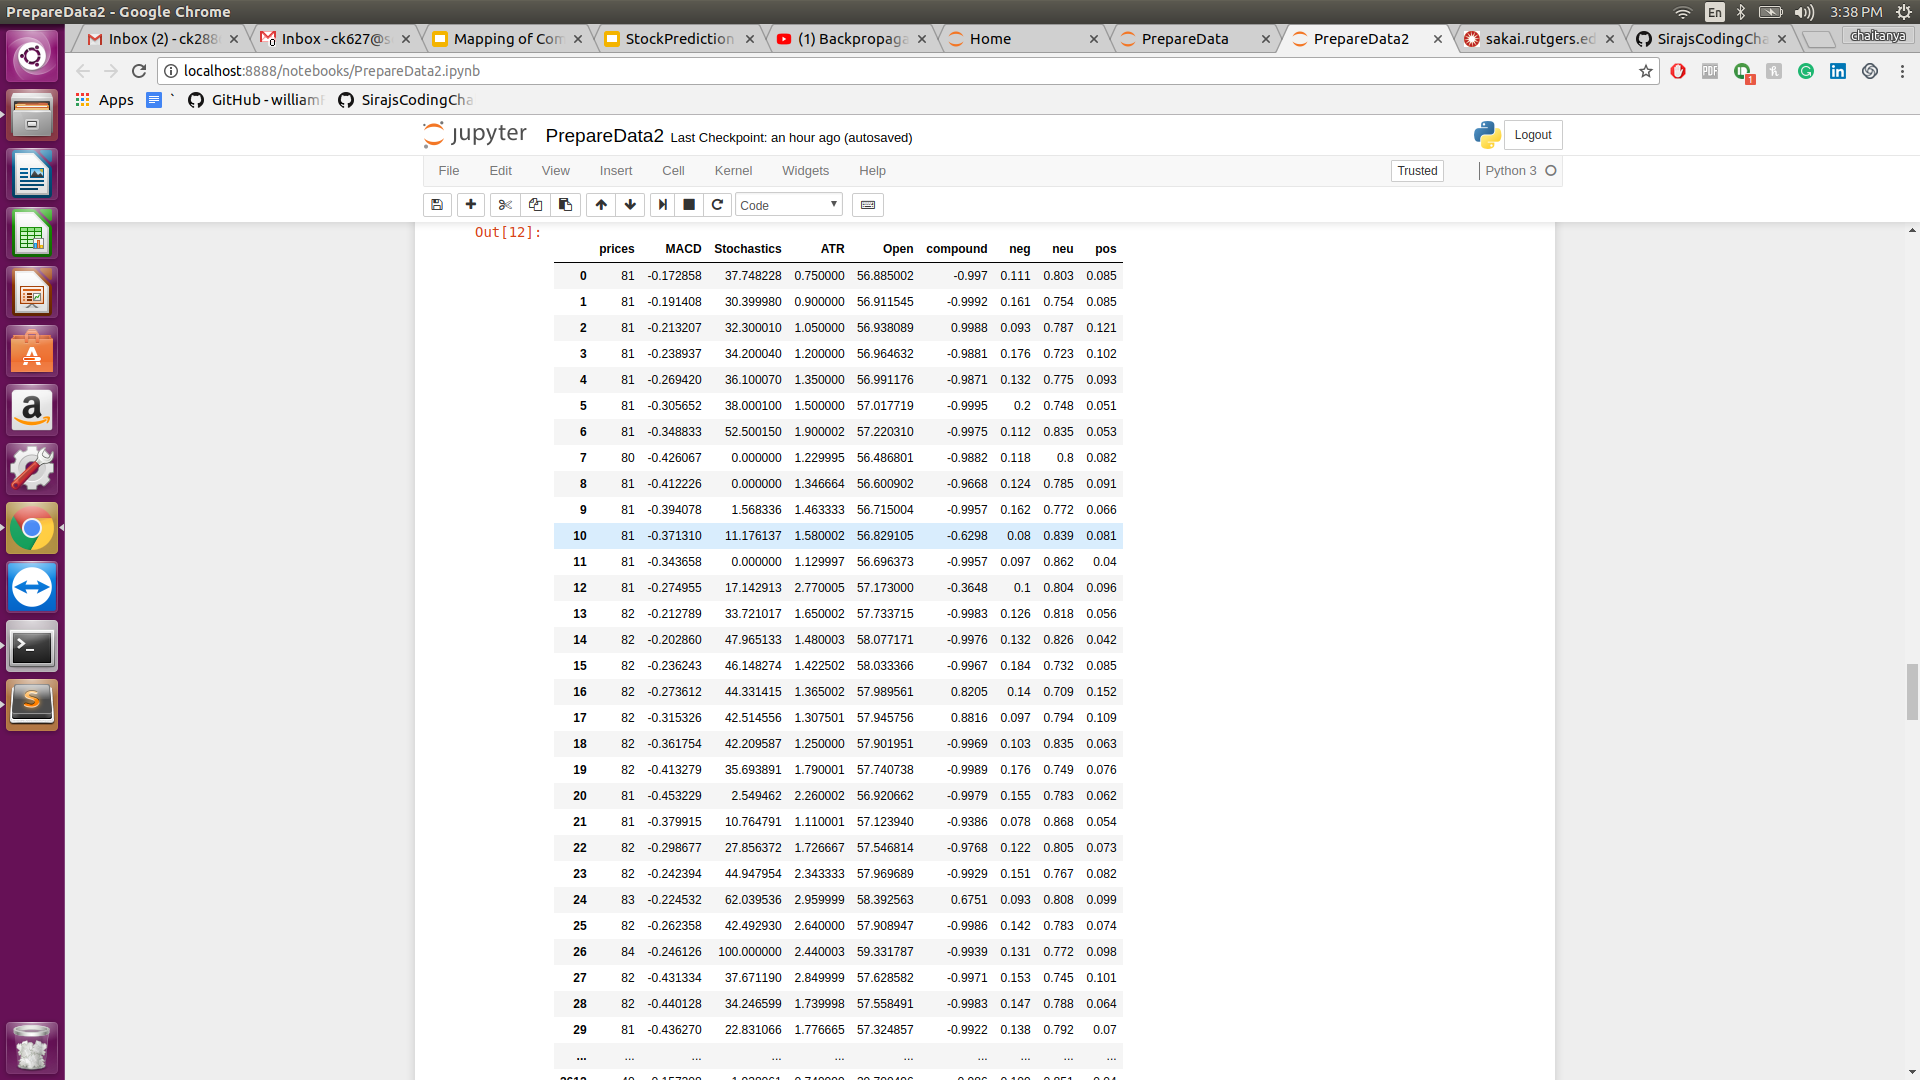 PrepareData2 - Google Chrome
En
3:38 PM
Inbox (2) - ck288
Inbox - ck627@s
Mapping of Com
StockPrediction
(1) Backpropaga
Home
PrepareData
PrepareData2
sakai.rutgers.ed
SirajsCodingCha
chaitanya
localhost:8888/notebooks/PrepareData2.ipynb
Apps
GitHub - william
SirajsCodingCha
jupyter
PrepareData2 Last Checkpoint: an hour ago (autosaved)
Logout
File Edit View Insert Cell Kernel Widgets Help
Trusted
Python 3
Code
Out[12]:
prices MACD Stochastics ATR Open compound neg neu pos
0 81 -0.172858 37.748228 0.750000 56.885002 -0.997 0.111 0.803 0.085
1 81 -0.191408 30.399980 0.900000 56.911545 -0.9992 0.161 0.754 0.085
2 81 -0.213207 32.300010 1.050000 56.938089 0.9988 0.093 0.787 0.121
3 81 -0.238937 34.200040 1.200000 56.964632 -0.9881 0.176 0.723 0.102
4 81 -0.269420 36.100070 1.350000 56.991176 -0.9871 0.132 0.775 0.093
5 81 -0.305652 38.000100 1.500000 57.017719 -0.9995 0.2 0.748 0.051
6 81 -0.348833 52.500150 1.900002 57.220310 -0.9975 0.112 0.835 0.053
7 80 -0.426067 0.000000 1.229995 56.486801 -0.9882 0.118 0.8 0.082
8 81 -0.412226 0.000000 1.346664 56.600902 -0.9668 0.124 0.785 0.091
9 81 -0.394078 1.568336 1.463333 56.715004 -0.9957 0.162 0.772 0.066
10 81 -0.371310 11.176137 1.580002 56.829105 -0.6298 0.08 0.839 0.081
11 81 -0.343658 0.000000 1.129997 56.696373 -0.9957 0.097 0.862 0.04
12 81 -0.274955 17.142913 2.770005 57.173000 -0.3648 0.1 0.804 0.096
13 82 -0.212789 33.721017 1.650002 57.733715 -0.9983 0.126 0.818 0.056
14 82 -0.202860 47.965133 1.480003 58.077171 -0.9976 0.132 0.826 0.042
15 82 -0.236243 46.148274 1.422502 58.033366 -0.9967 0.184 0.732 0.085
16 82 -0.273612 44.331415 1.365002 57.989561 0.8205 0.14 0.709 0.152
17 82 -0.315326 42.514556 1.307501 57.945756 0.8816 0.097 0.794 0.109
18 82 -0.361754 42.209587 1.250000 57.901951 -0.9969 0.103 0.835 0.063
19 82 -0.413279 35.693891 1.790001 57.740738 -0.9989 0.176 0.749 0.076
20 81 -0.453229 2.549462 2.260002 56.920662 -0.9979 0.155 0.783 0.062
21 81 -0.379915 10.764791 1.110001 57.123940 -0.9386 0.078 0.868 0.054
22 82 -0.298677 27.856372 1.726667 57.546814 -0.9768 0.122 0.805 0.073
23 82 -0.242394 44.947954 2.343333 57.969689 -0.9929 0.151 0.767 0.082
24 83 -0.224532 62.039536 2.959999 58.392563 0.6751 0.093 0.808 0.099
25 82 -0.262358 42.492930 2.640000 57.908947 -0.9986 0.142 0.783 0.074
26 84 -0.246126 100.000000 2.440003 59.331787 -0.9939 0.131 0.772 0.098
27 82 -0.431334 37.671190 2.849999 57.628582 -0.9971 0.153 0.745 0.101
28 82 -0.440128 34.246599 1.739998 57.558491 -0.9983 0.147 0.788 0.064
29 81 -0.436270 22.831066 1.776665 57.324857 -0.9922 0.138 0.792 0.07
... ... ... ... ... ... ... ... ... ...